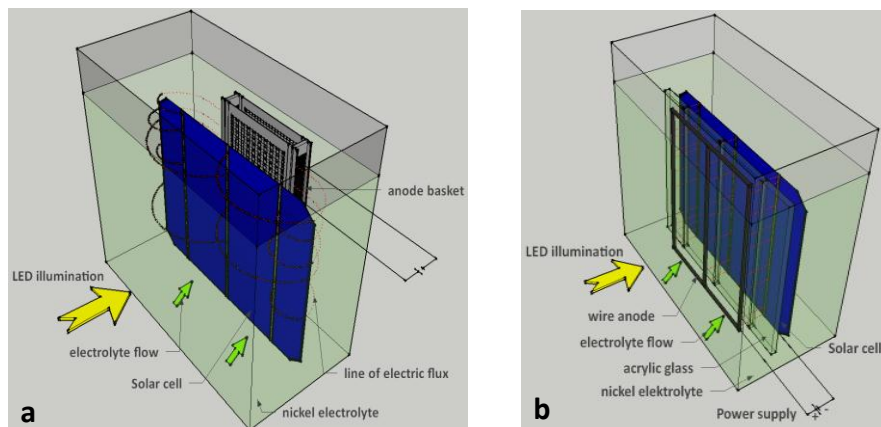 anode basket
LED illumination
electrolyte flow
Solar cell
line of electric flux
nickel electrolyte
a
LED illumination
wire anode
electrolyte flow
Solar cell
acrylic glass
nickel elektrolyte
Power supply
+ -
b